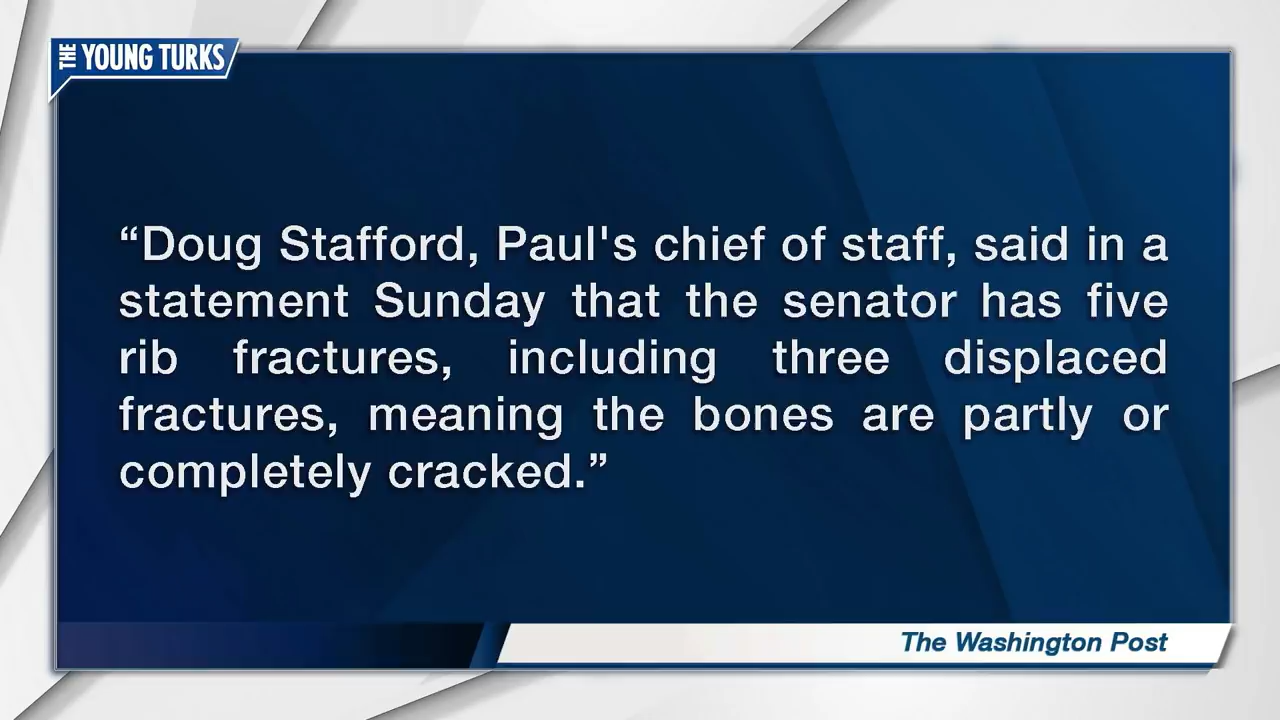 THE YOUNG TURKS
“Doug Stafford, Paul's chief of staff, said in a
statement Sunday that the senator has five
rib fractures, including three displaced
fractures, meaning the bones are partly or
completely cracked.”
The Washington Post